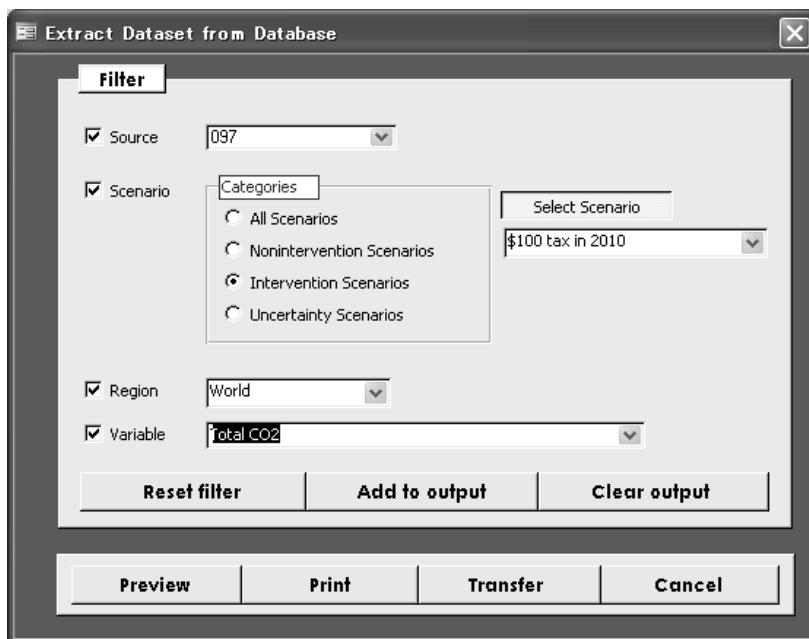 Extract Dataset from Database
Filter
Source 097
Scenario Categories
All Scenarios
Nonintervention Scenarios
Intervention Scenarios
Uncertainty Scenarios
Select Scenario
$100 tax in 2010
Region World
Variable Total CO2
Reset filter Add to output Clear output
Preview Print Transfer Cancel